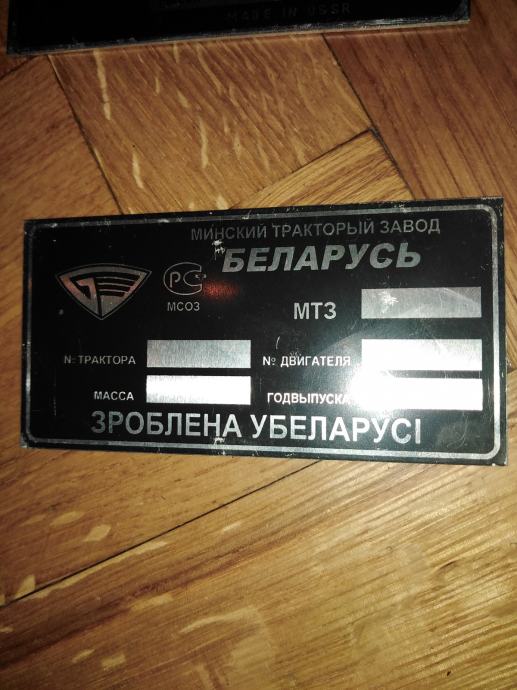 MADE IN USSR
МИНСКИЙ ТРАКТОРЫЙ ЗАВОД
БЕЛАРУСЬ
РС
МСОЗ
МТЗ
№ ТРАКТОРА
№ ДВИГАТЕЛЯ
МАССА
ГОДВЫПУСКА
ЗРОБЛЕНА УБЕЛАРУСІ